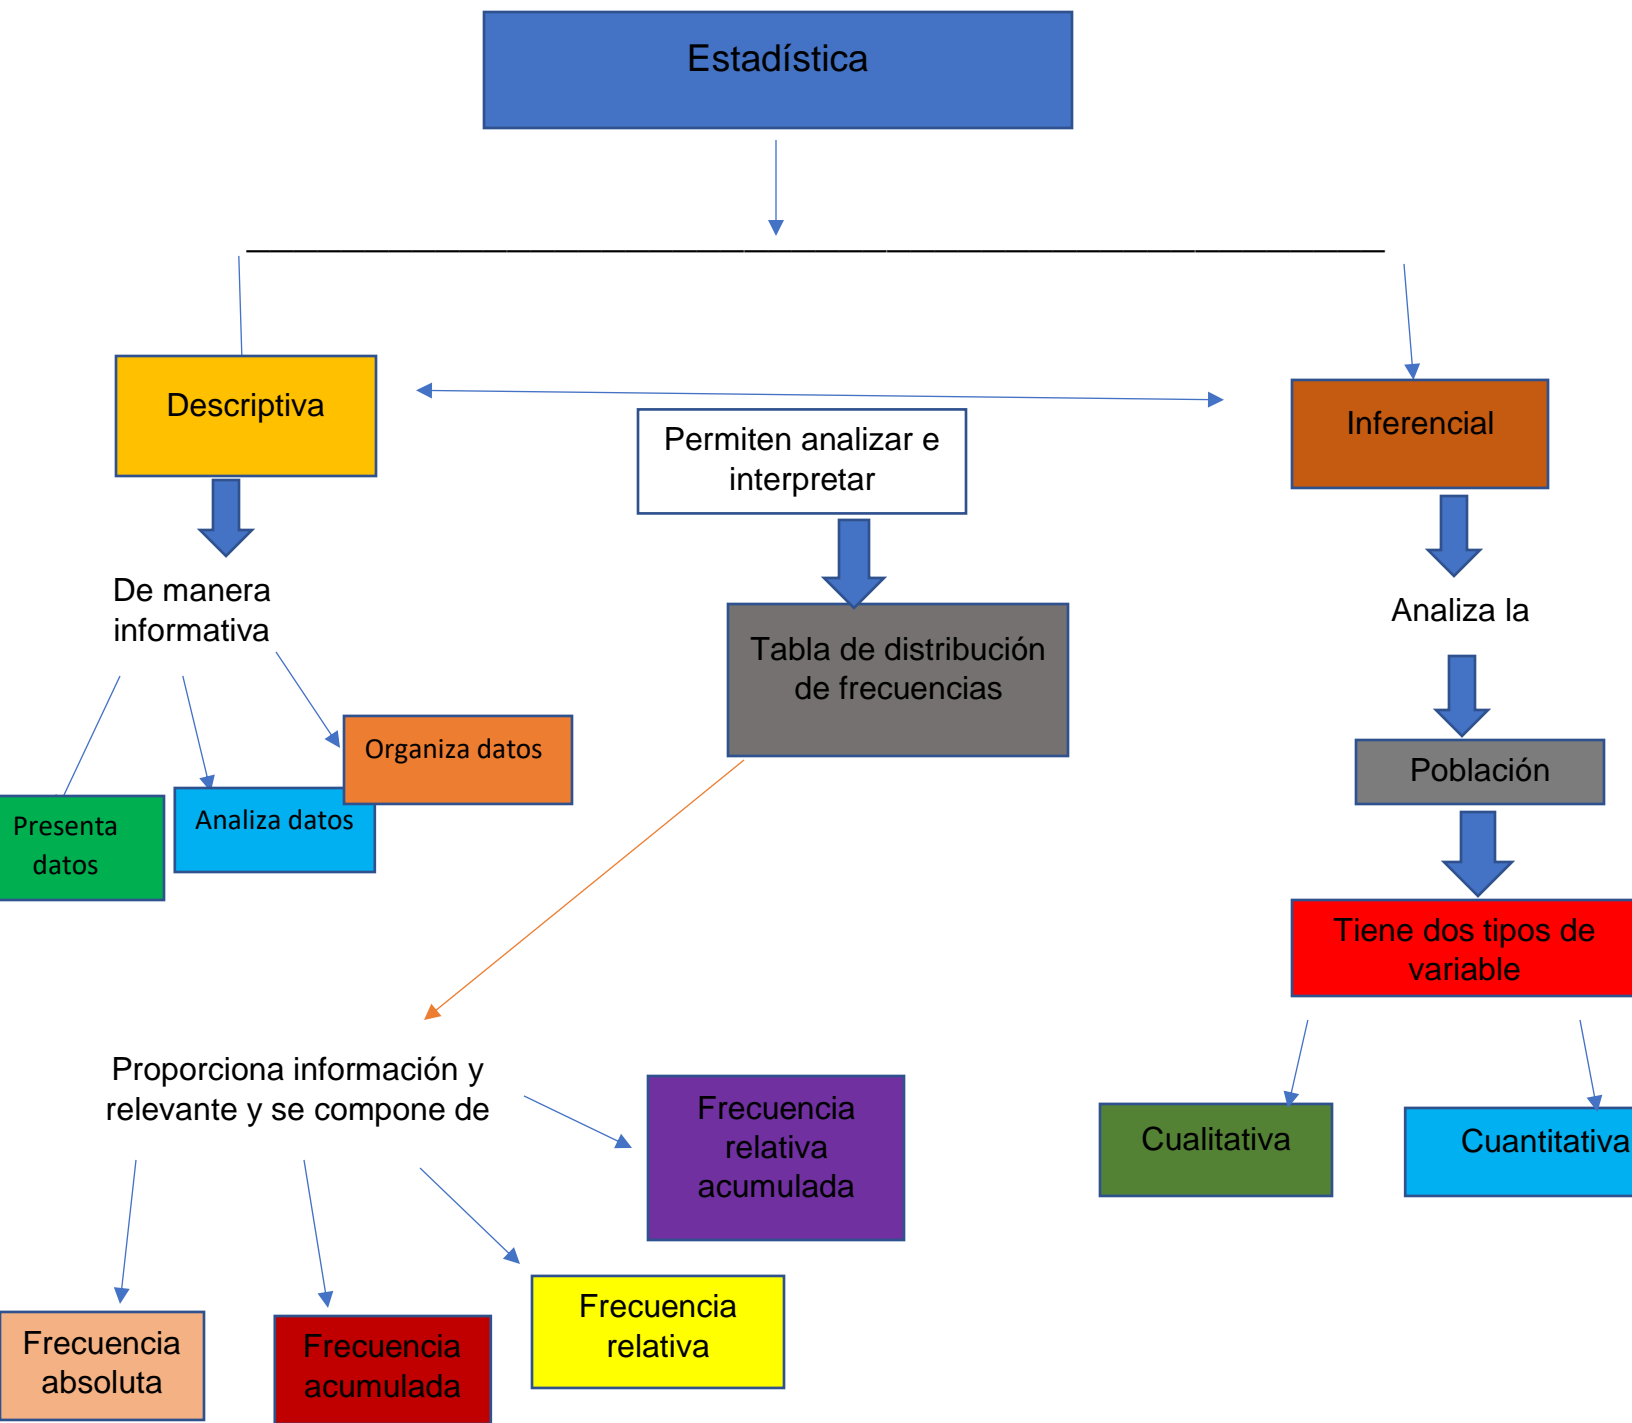 Estadística
Descriptiva
Permiten analizar e
interpretar
Inferencial
De manera
informativa
Tabla de distribución
de frecuencias
Analiza la
Organiza datos
Analiza datos
Presenta
datos
Población
Tiene dos tipos de
variable
Proporciona información y
relevante y se compone de
Frecuencia
relativa
acumulada
Cualitativa
Cuantitativa
Frecuencia
absoluta
Frecuencia
acumulada
Frecuencia
relativa